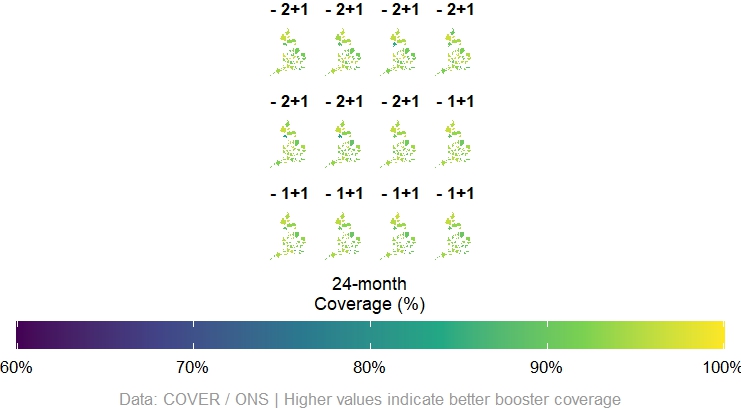 - 2+1 - 2+1 - 2+1 - 2+1
- 2+1 - 2+1 - 2+1 - 1+1
- 1+1 - 1+1 - 1+1 - 1+1
24-month
Coverage (%)
60% 70% 80% 90% 100%
Data: COVER / ONS | Higher values indicate better booster coverage